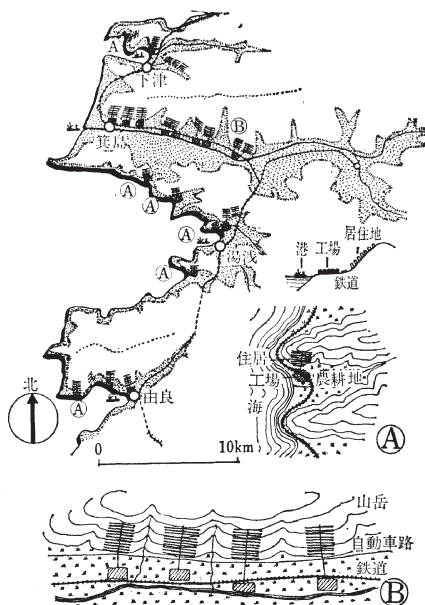 Ⓐ
下津
Ⓑ
箕島
Ⓐ
Ⓐ
Ⓐ
湯浅
Ⓐ
居住地
港 工場
鉄道
住居
工場
農耕地
海
Ⓐ
北
Ⓐ
由良
0 10km
山岳
自動車路
鉄道
Ⓑ